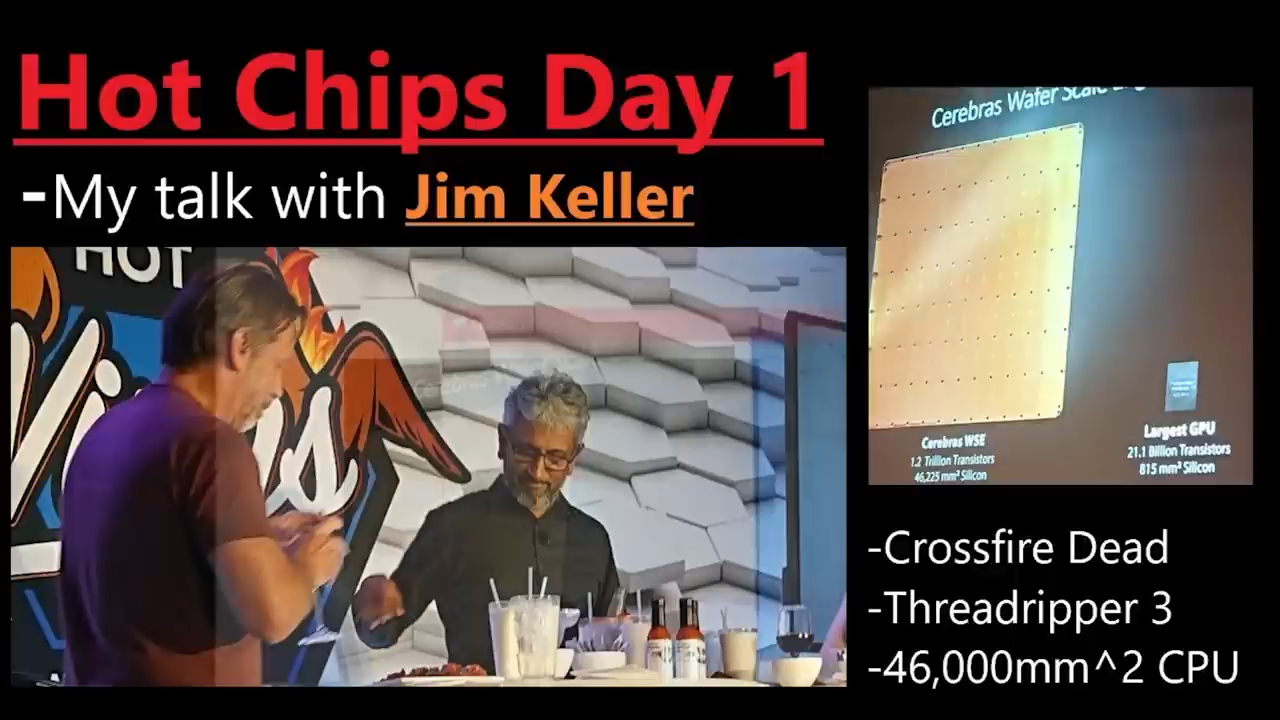 Hot Chips Day 1
-My talk with Jim Keller
HOT
Cerebras Wafer Scale
Cerebras WSE
1.2 Trillion Transistors
46,225 mm² Silicon
Largest GPU
21.1 Billion Transistors
815 mm² Silicon
-Crossfire Dead
-Threadripper 3
-46,000mm^2 CPU